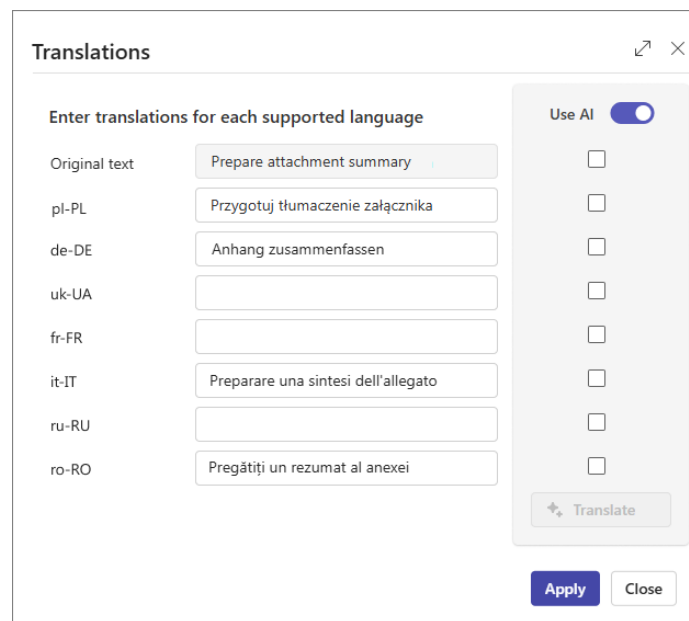 Translations
Enter translations for each supported language
Use AI
Original text Prepare attachment summary
pl-PL Przygotuj tłumaczenie załącznika
de-DE Anhang zusammenfassen
uk-UA
fr-FR
it-IT Preparare una sintesi dell'allegato
ru-RU
ro-RO Pregătiți un rezumat al anexei
Translate
Apply Close